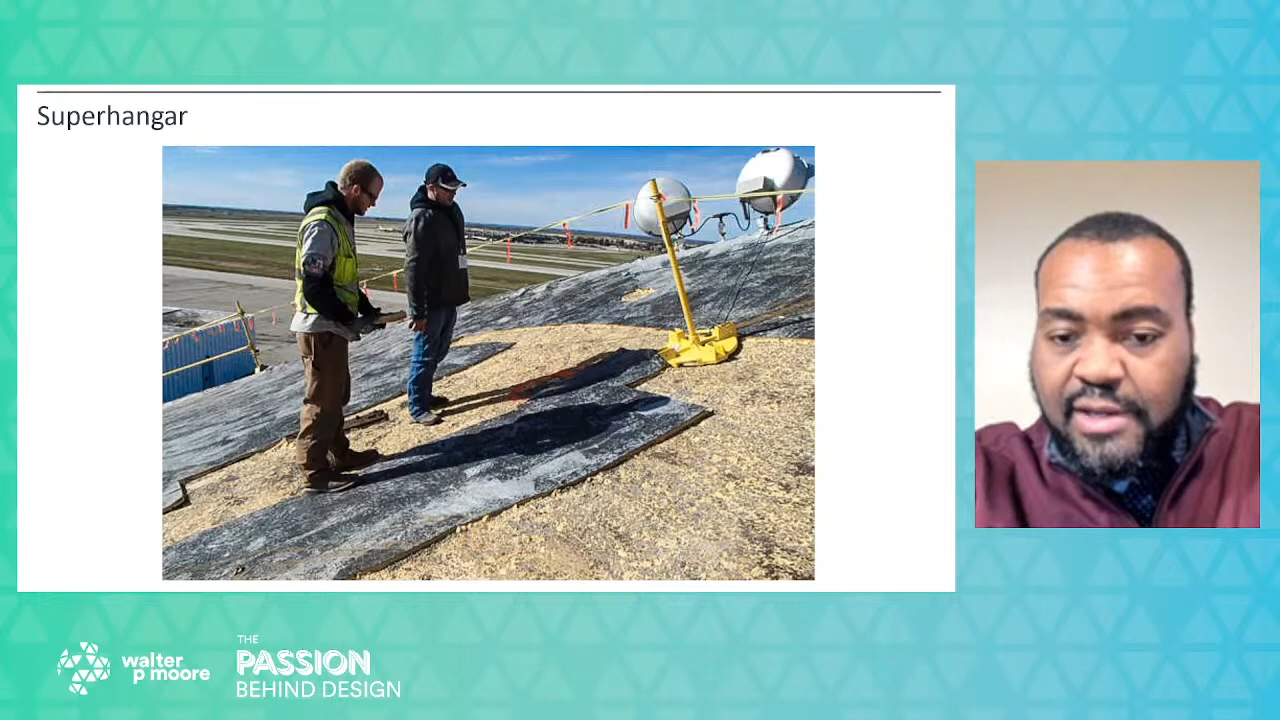 Superhangar
walter
p moore
THE
PASSION
BEHIND DESIGN